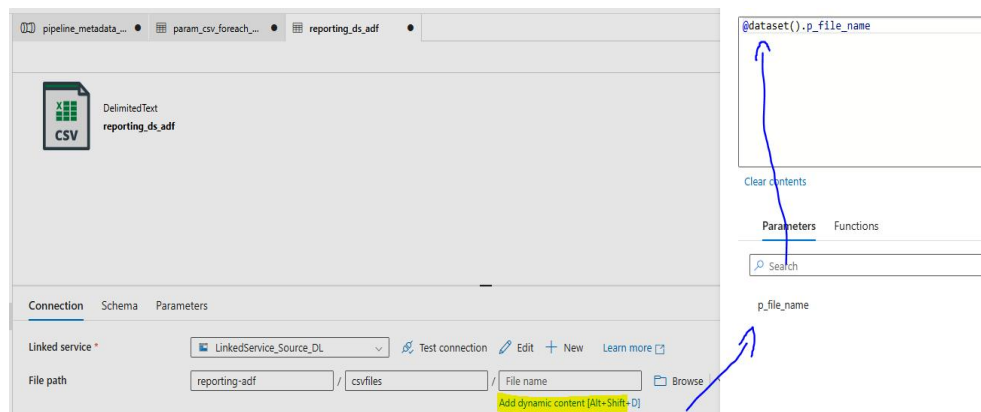 pipeline_metadata_... ● param_csv_foreach_... ● reporting_ds_adf ●
@dataset().p_file_name
DelimitedText
reporting_ds_adf
CSV
Clear contents
Parameters Functions
Search
p_file_name
Connection Schema Parameters
Linked service * LinkedService_Source_DL Test connection Edit + New Learn more
File path reporting-adf / csvfiles / File name Browse
Add dynamic content [Alt+Shift+D]